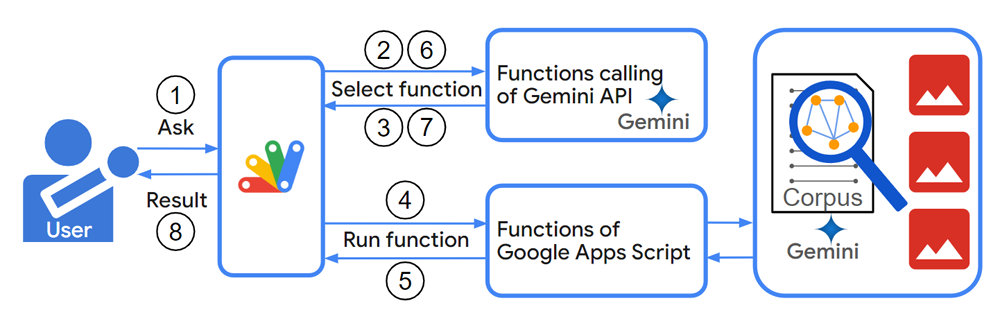 1
Ask
Result
8
User
2 6
Select function
3 7
4
Run function
5
Functions calling
of Gemini API
Gemini
Functions of
Google Apps Script
Corpus
Gemini